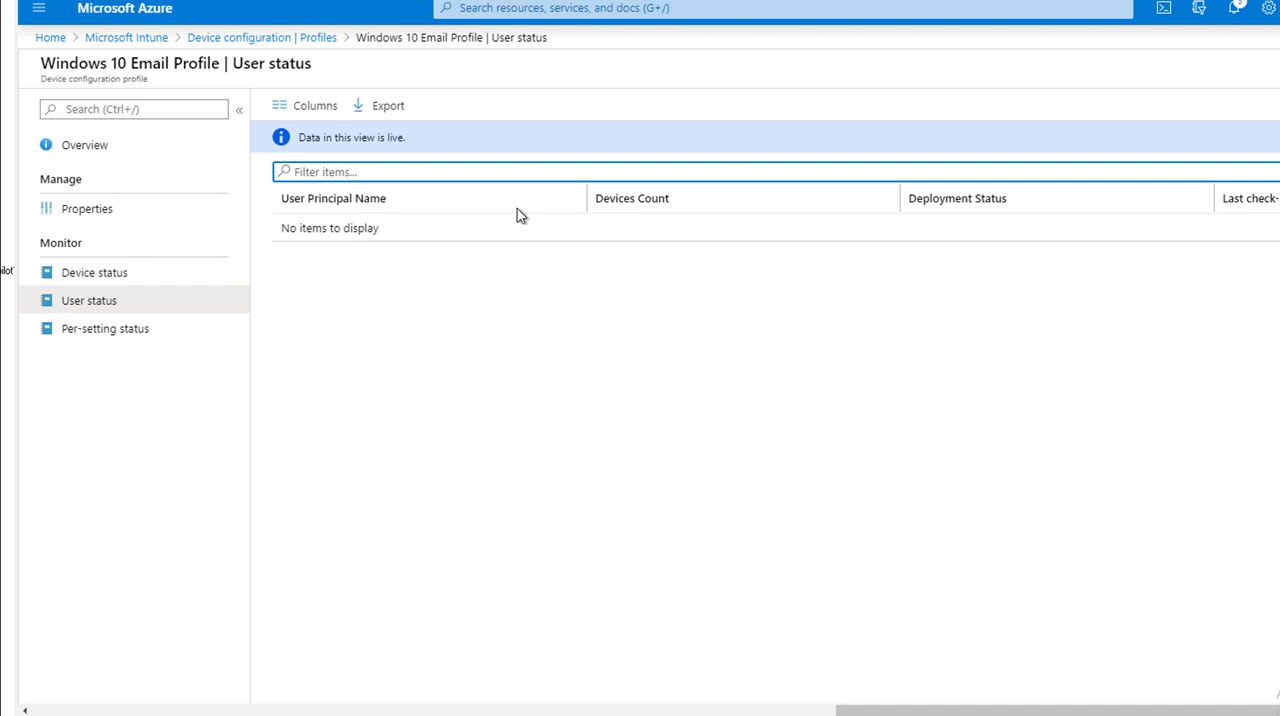 Microsoft Azure
Search resources, services, and docs (G+/)
Home > Microsoft Intune > Device configuration | Profiles > Windows 10 Email Profile | User status
Windows 10 Email Profile | User status
Device configuration profile
Search (Ctrl+/)
«
Columns
Export
Data in this view is live.
Overview
Manage
Properties
Monitor
Device status
User status
Per-setting status
Filter items...
User Principal Name
Devices Count
Deployment Status
Last check-
No items to display